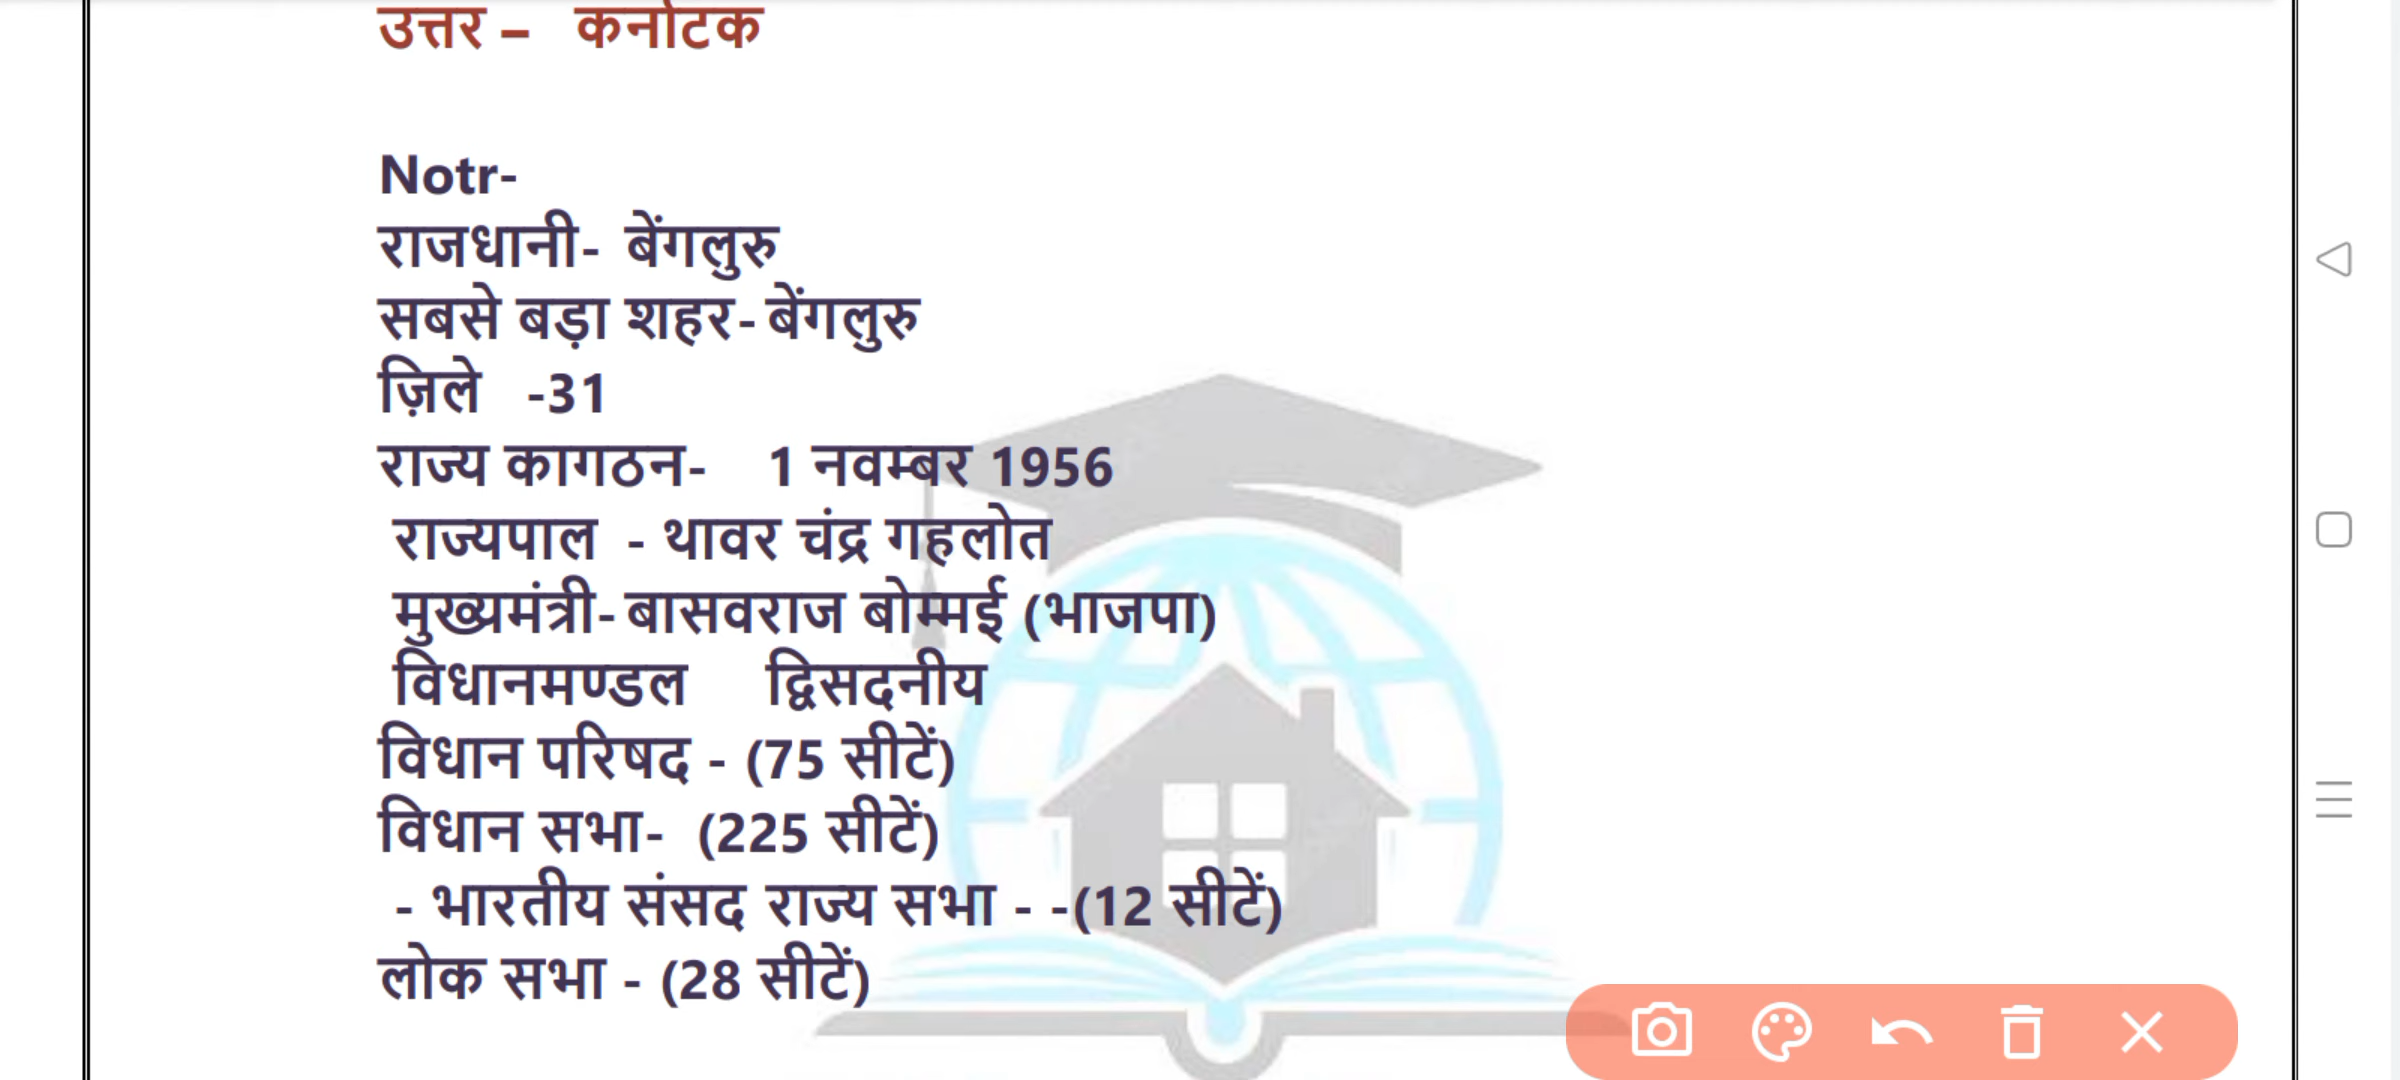 उत्तर – कर्नाटक
Notr-
राजधानी- बेंगलुरु
सबसे बड़ा शहर- बेंगलुरु
ज़िले -31
राज्य कागठन- 1 नवम्बर 1956
राज्यपाल - थावर चंद्र गहलोत
मुख्यमंत्री- बासवराज बोम्मई (भाजपा)
विधानमण्डल द्विसदनीय
विधान परिषद - (75 सीटें)
विधान सभा- (225 सीटें)
- भारतीय संसद राज्य सभा - -(12 सीटें)
लोक सभा - (28 सीटें)